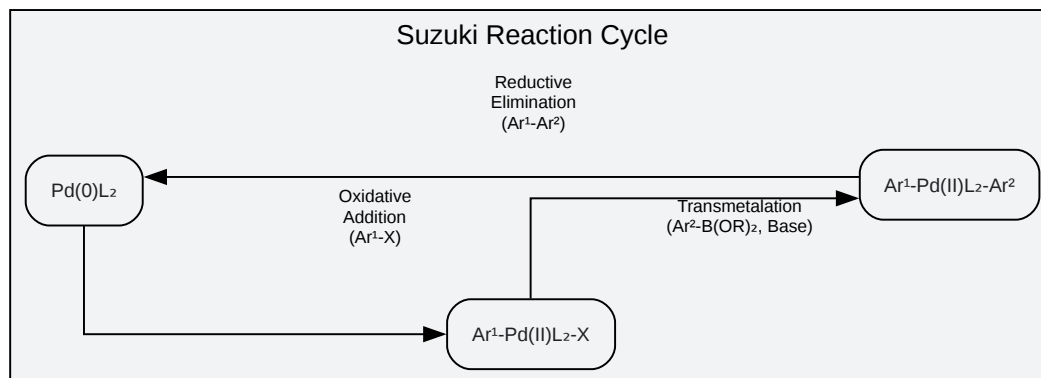 Suzuki Reaction Cycle
Reductive
Elimination
(Ar¹-Ar²)
Pd(0)L₂
Oxidative
Addition
(Ar¹-X)
Transmetalation
(Ar²-B(OR)₂, Base)
Ar¹-Pd(II)L₂-Ar²
Ar¹-Pd(II)L₂-X